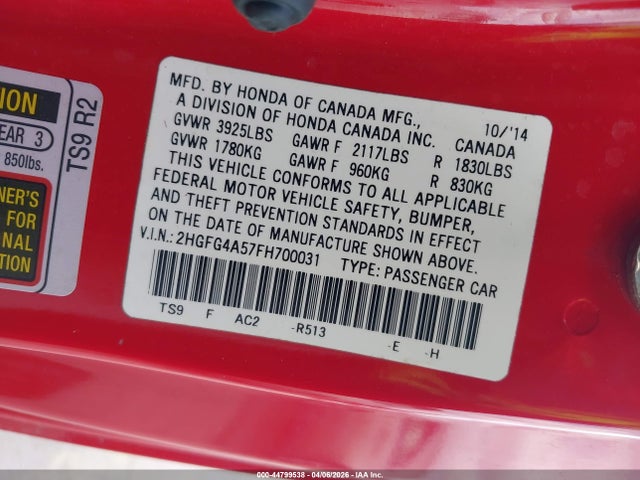 ION
EAR 3
850lbs.
NER'S
FOR
NAL
TION
TS9 R2
MFD. BY HONDA OF CANADA MFG., 10/'14
A DIVISION OF HONDA CANADA INC. CANADA
GVWR 3925LBS GAWR F 2117LBS R 1830LBS
GVWR 1780KG GAWR F 960KG R 830KG
THIS VEHICLE CONFORMS TO ALL APPLICABLE
FEDERAL MOTOR VEHICLE SAFETY, BUMPER,
AND THEFT PREVENTION STANDARDS IN EFFECT
ON THE DATE OF MANUFACTURE SHOWN ABOVE.
V.I.N.: 2HGFG4A57FH700031 TYPE: PASSENGER CAR
TS9 F AC2 -R513 -E -H
000-44799538 - 04/06/2026 - IAA Inc.